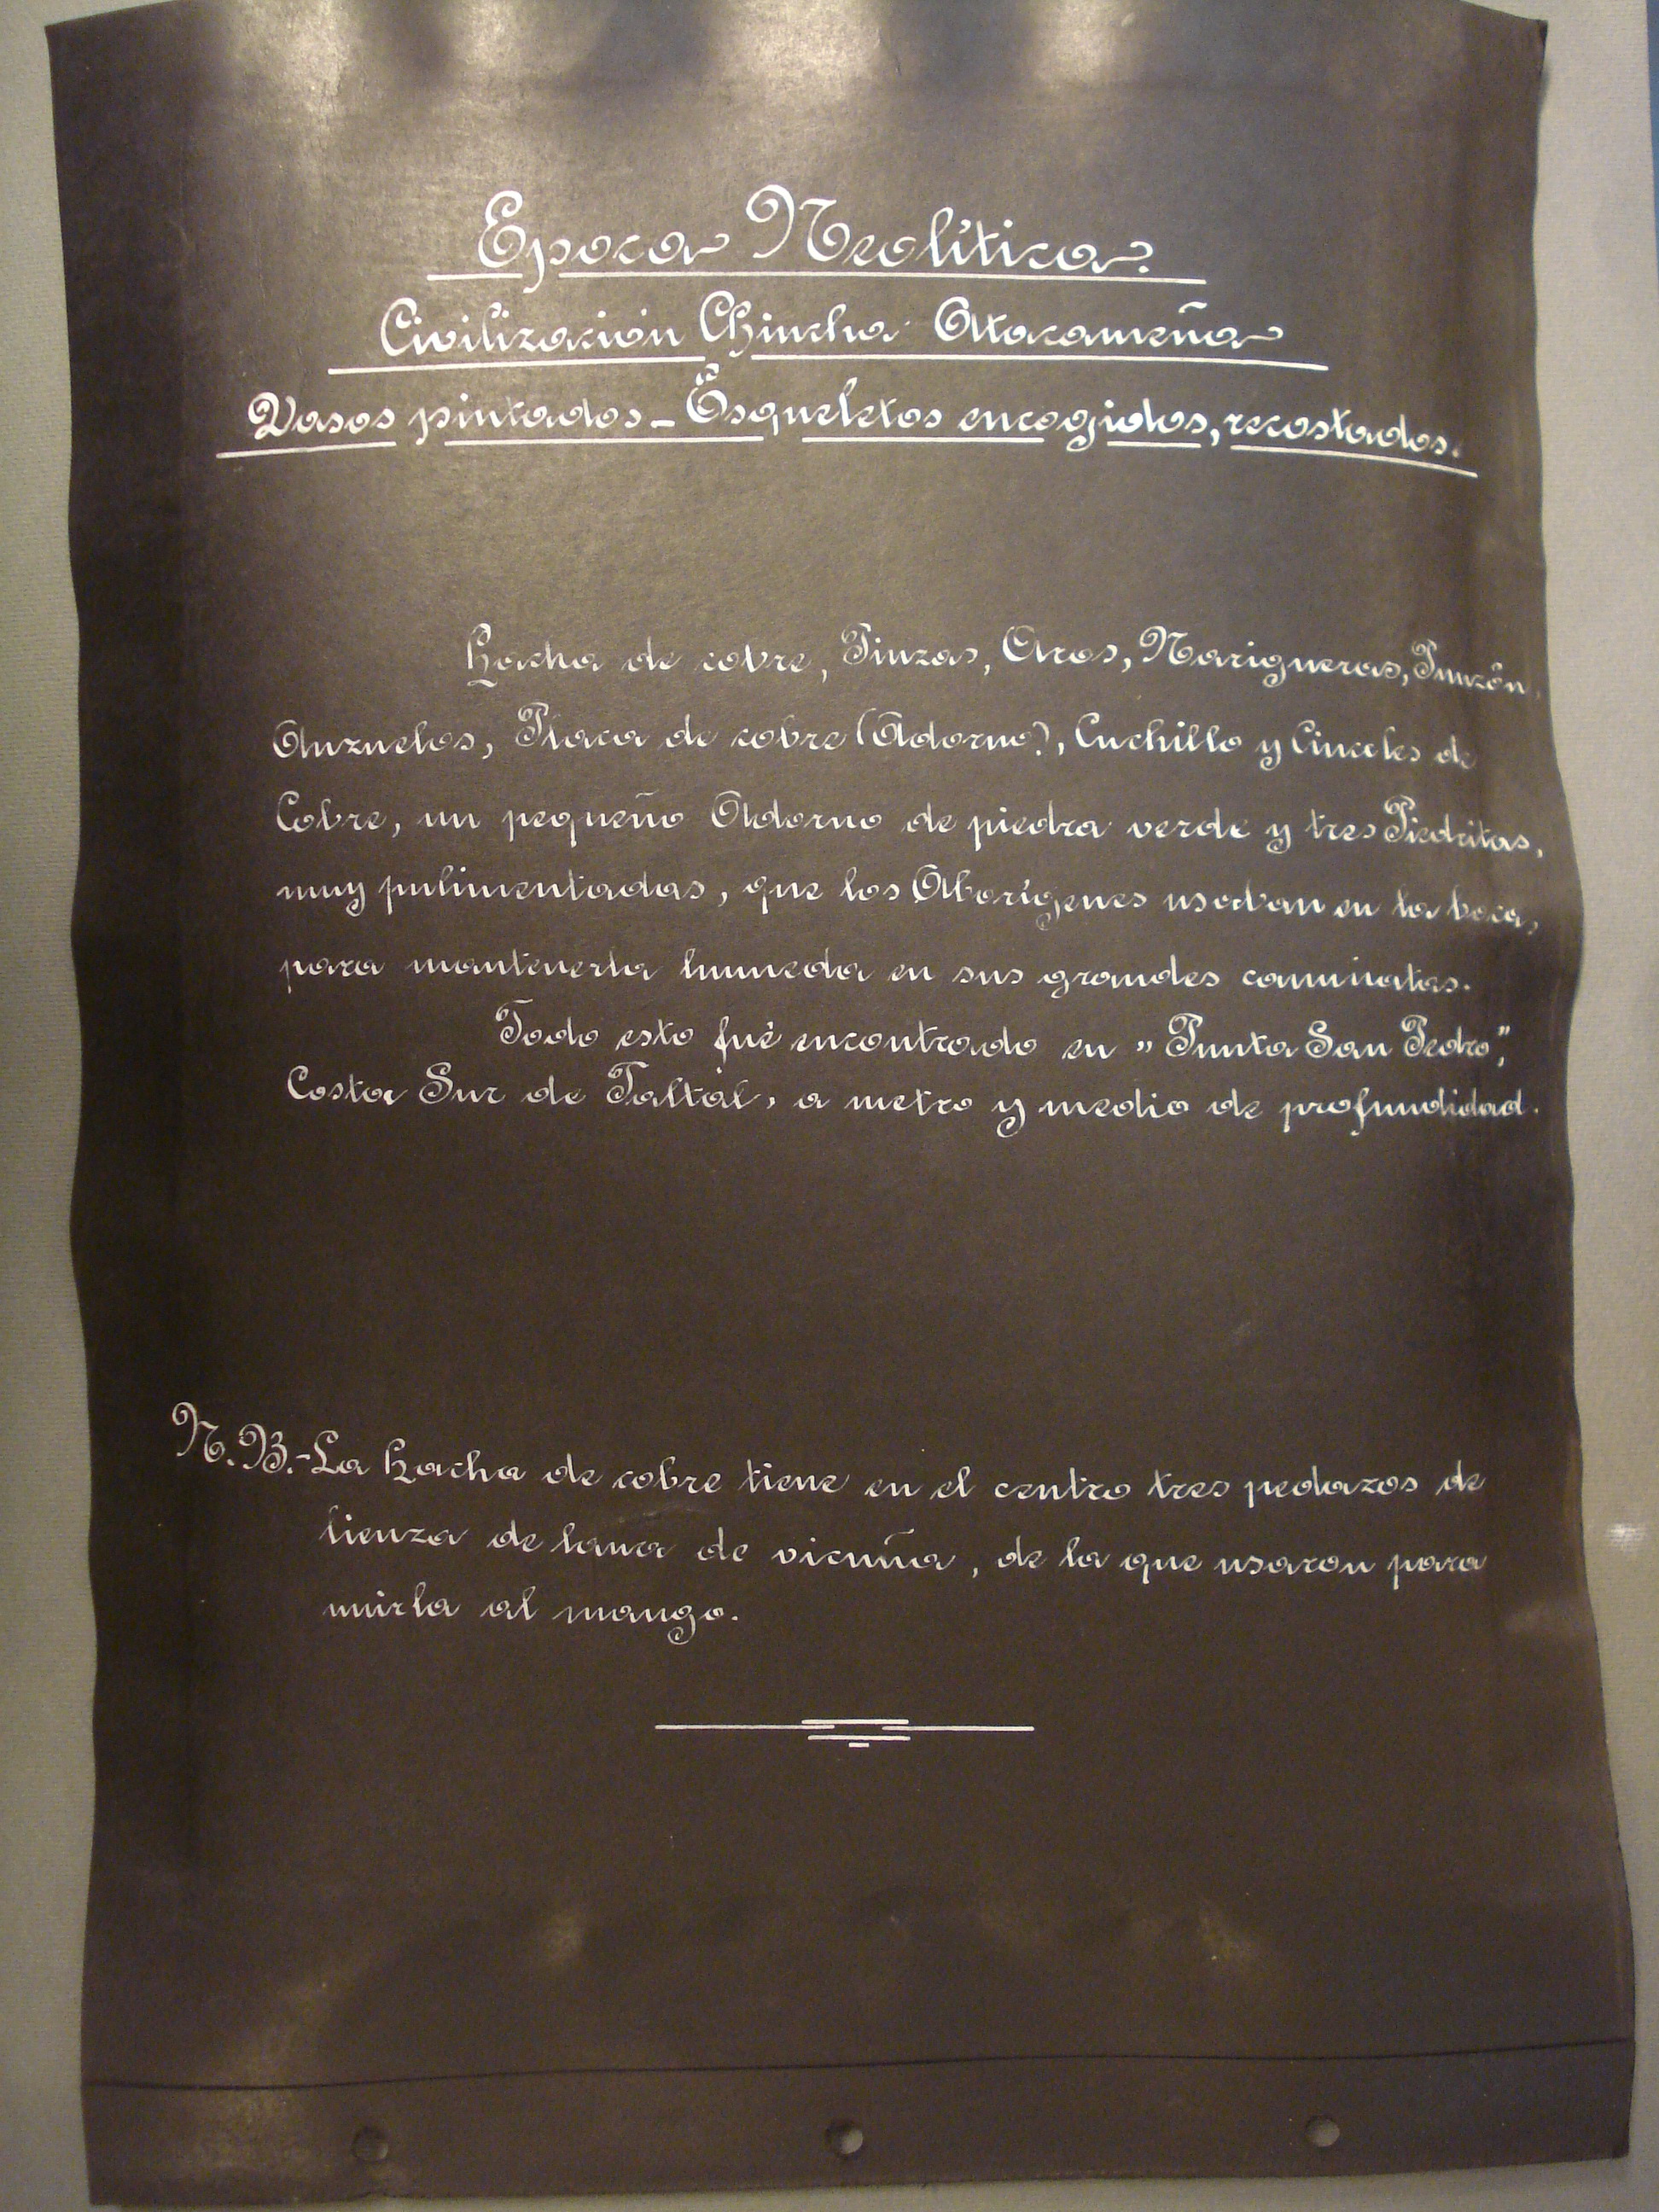 Epoca Neolítica.
Civilización Chincha Atacameña
Vasos pintados - Esqueletos encogidos, recostados.
Hacha de cobre, Pinzas, Aros, Narigueras, Punzón,
Anzuelos, Placa de cobre (Adorno?), Cuchillo y Cinceles de
Cobre, un pequeño Adorno de piedra verde y tres Piedritas,
muy pulimentadas, que los Aborígenes usaban en la boca,
para mantenerla humeda en sus grandes caminatas.
Todo esto fué encontrado en "Punta San Pedro",
Costa Sur de Taltál, a metro y medio de profundidad.
N.B.-La Hacha de cobre tiene en el centro tres pedazos de
lienza de lana de vicuña, de la que usaron para
unirla al mango.